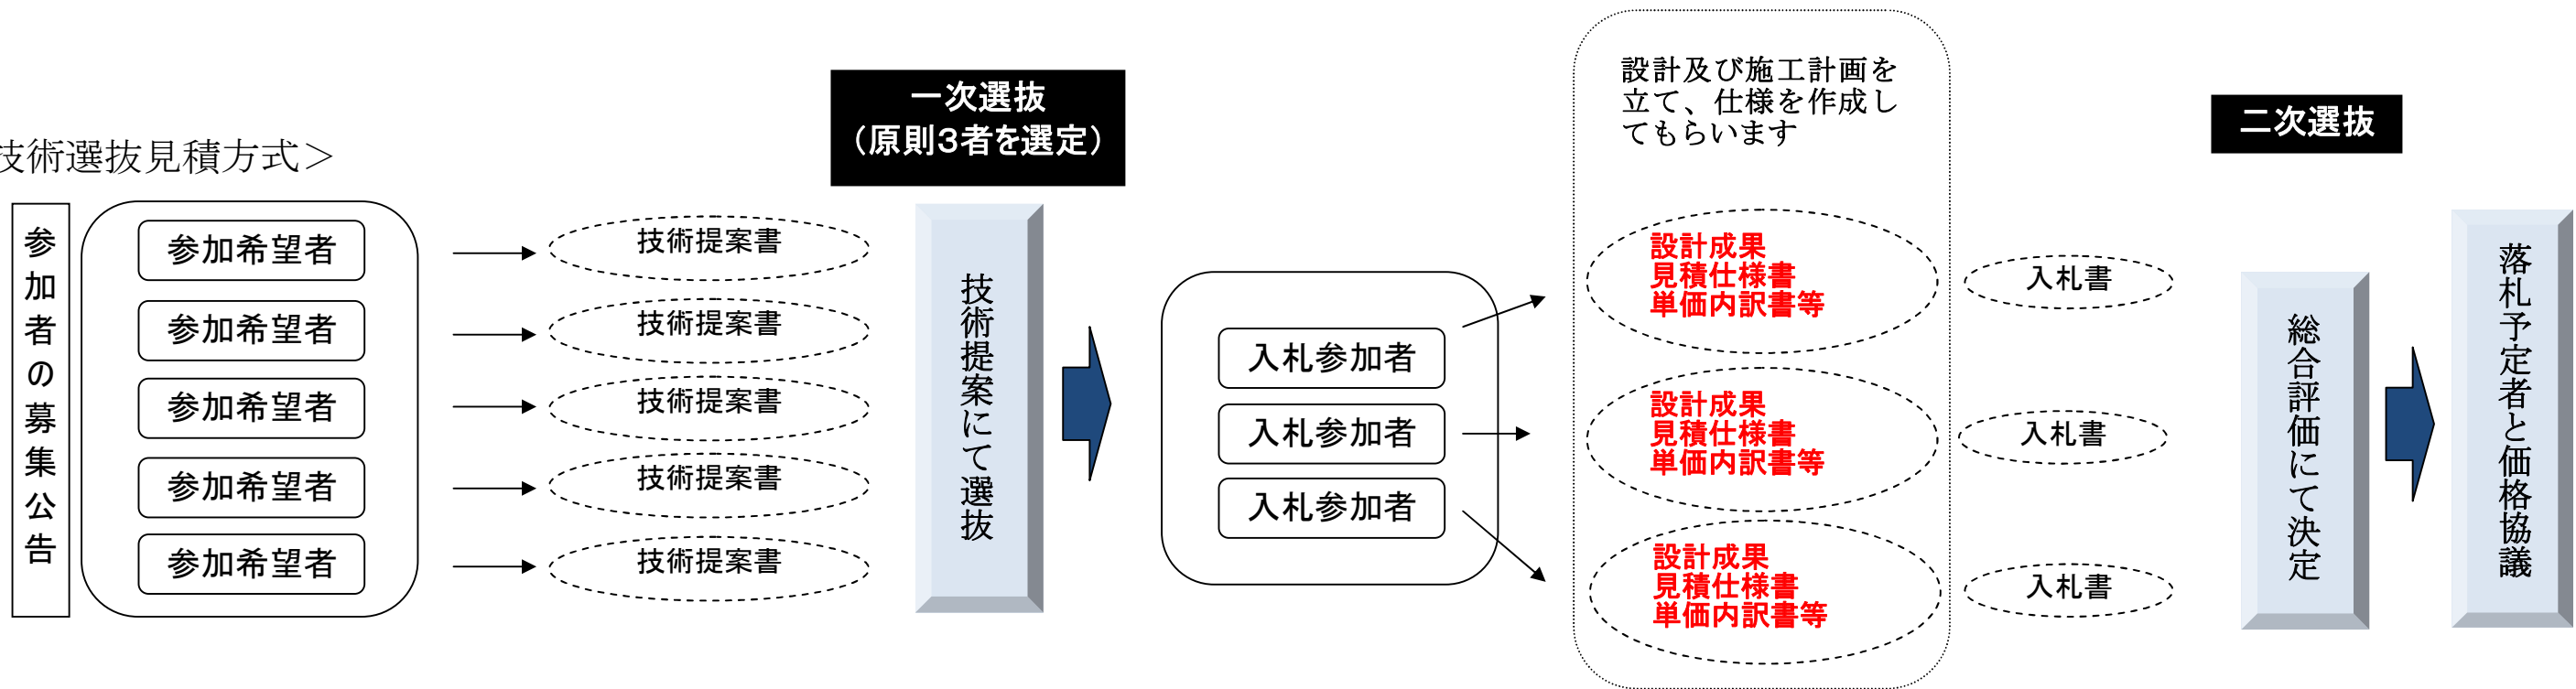 技術選抜見積方式＞
参加者の募集公告
参加希望者
参加希望者
参加希望者
参加希望者
参加希望者
技術提案書
技術提案書
技術提案書
技術提案書
技術提案書
一次選抜
（原則3者を選定）
技術提案にて選抜
入札参加者
入札参加者
入札参加者
設計及び施工計画を
立て、仕様を作成し
てもらいます
設計成果
見積仕様書
単価内訳書等
設計成果
見積仕様書
単価内訳書等
設計成果
見積仕様書
単価内訳書等
入札書
入札書
入札書
二次選抜
総合評価にて決定
落札予定者と価格協議